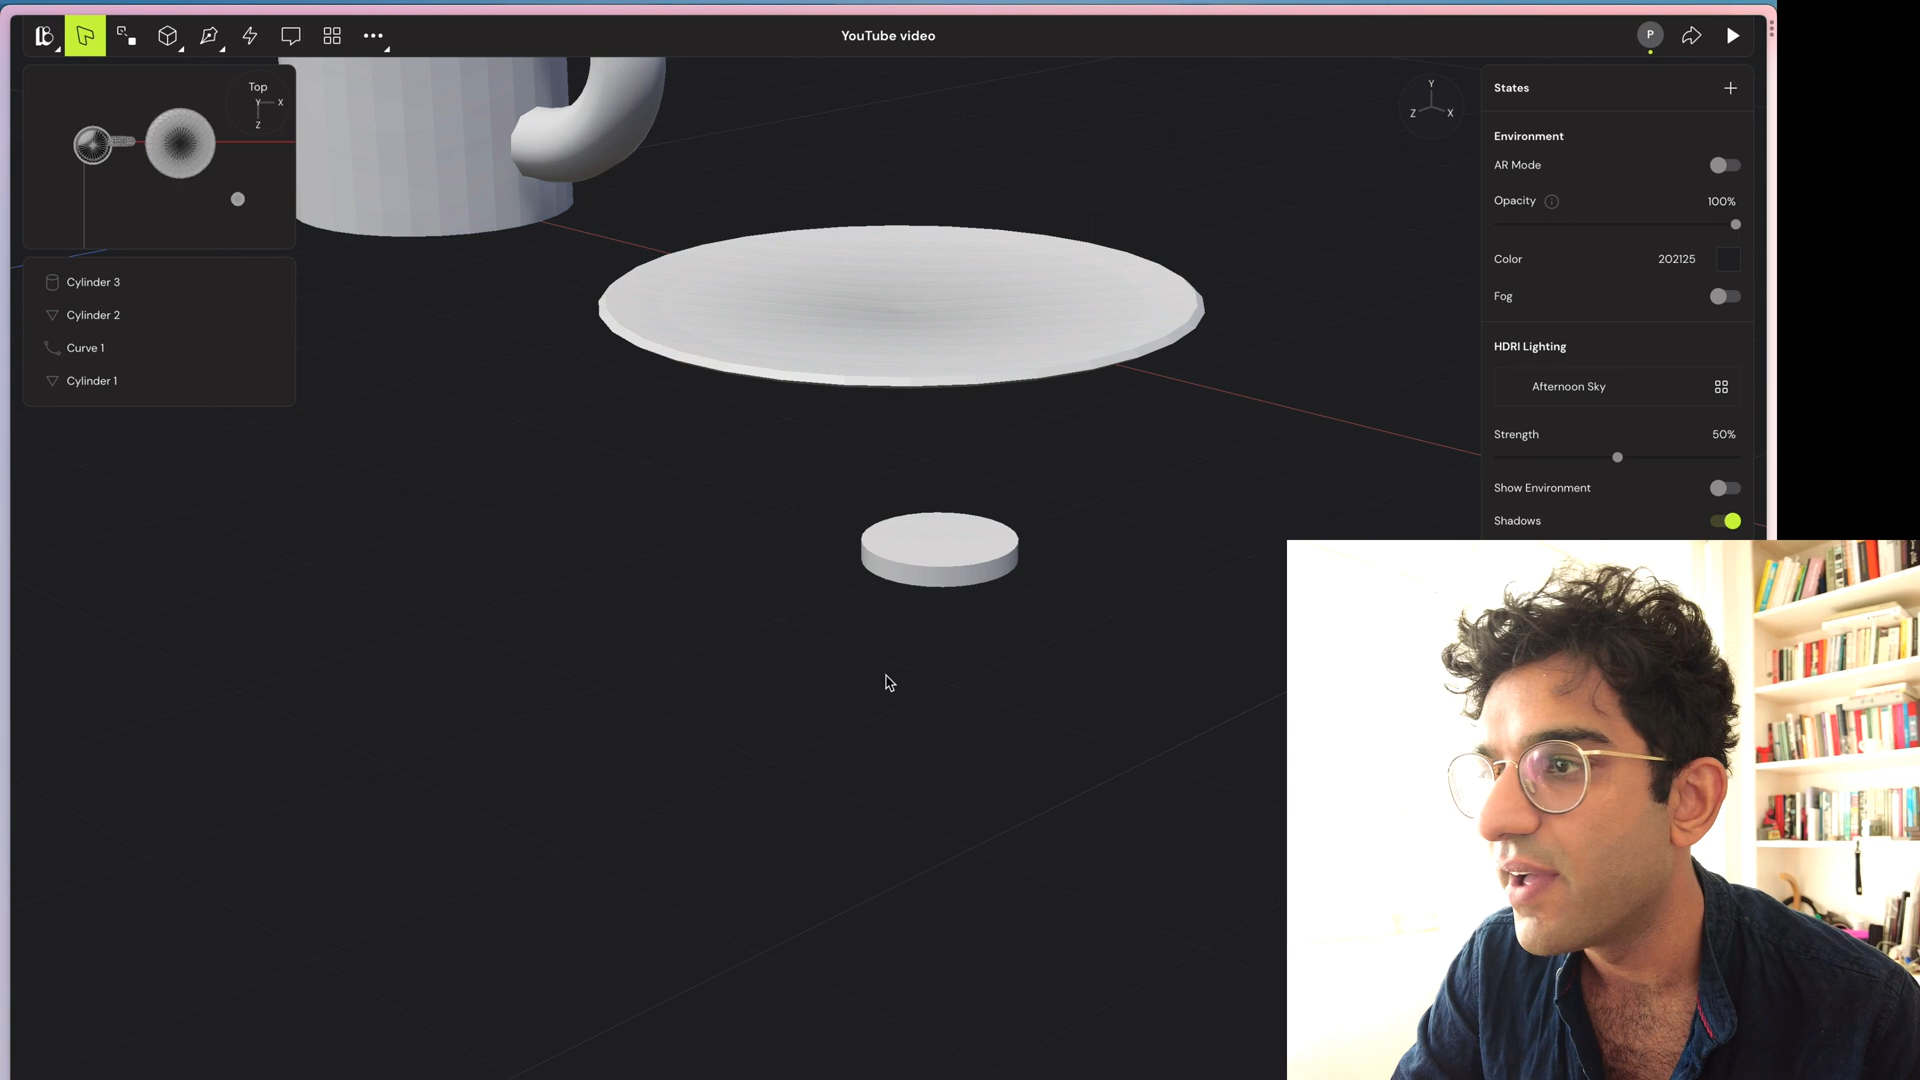 YouTube video
P
Top
Y
X
Z
Cylinder 3
Cylinder 2
Curve 1
Cylinder 1
Y
Z
X
States
Environment
AR Mode
Opacity
100%
Color
202125
Fog
HDRI Lighting
Afternoon Sky
Strength
50%
Show Environment
Shadows